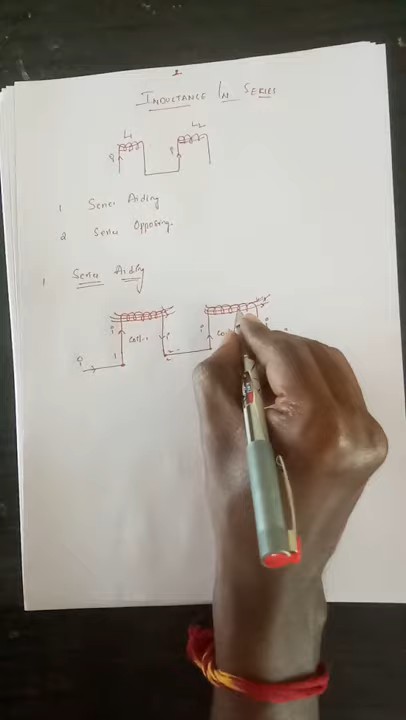 INDUCTANCE IN SERIES
L1 L2
i i
1 Series Aiding
2 Series Opposing.
1 Series Aiding
i i i i
i coil-1